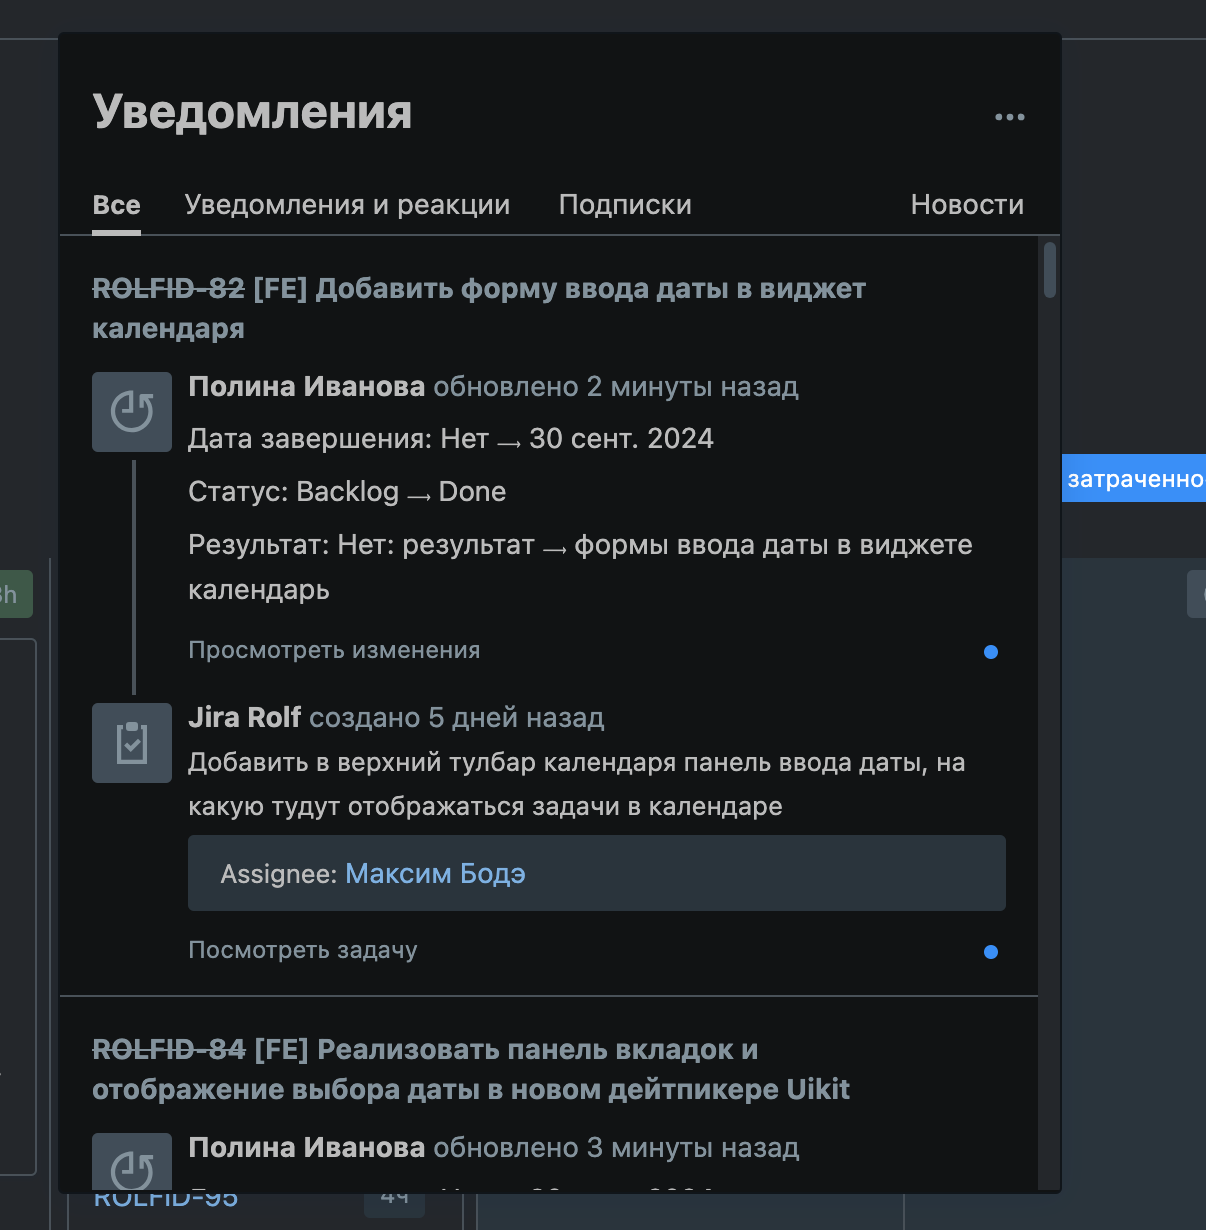 Уведомления
Все Уведомления и реакции Подписки Новости
ROLFID-82 [FE] Добавить форму ввода даты в виджет
календаря
Полина Иванова обновлено 2 минуты назад
Дата завершения: Нет → 30 сент. 2024
Статус: Backlog → Done
Результат: Нет: результат → формы ввода даты в виджете
календарь
Просмотреть изменения
Jira Rolf создано 5 дней назад
Добавить в верхний тулбар календаря панель ввода даты, на
какую тудут отображаться задачи в календаре
Assignee: Максим Бодэ
Посмотреть задачу
ROLFID-84 [FE] Реализовать панель вкладок и
отображение выбора даты в новом дейтпикере Uikit
Полина Иванова обновлено 3 минуты назад
затраченно
ROLFID-95 4ч